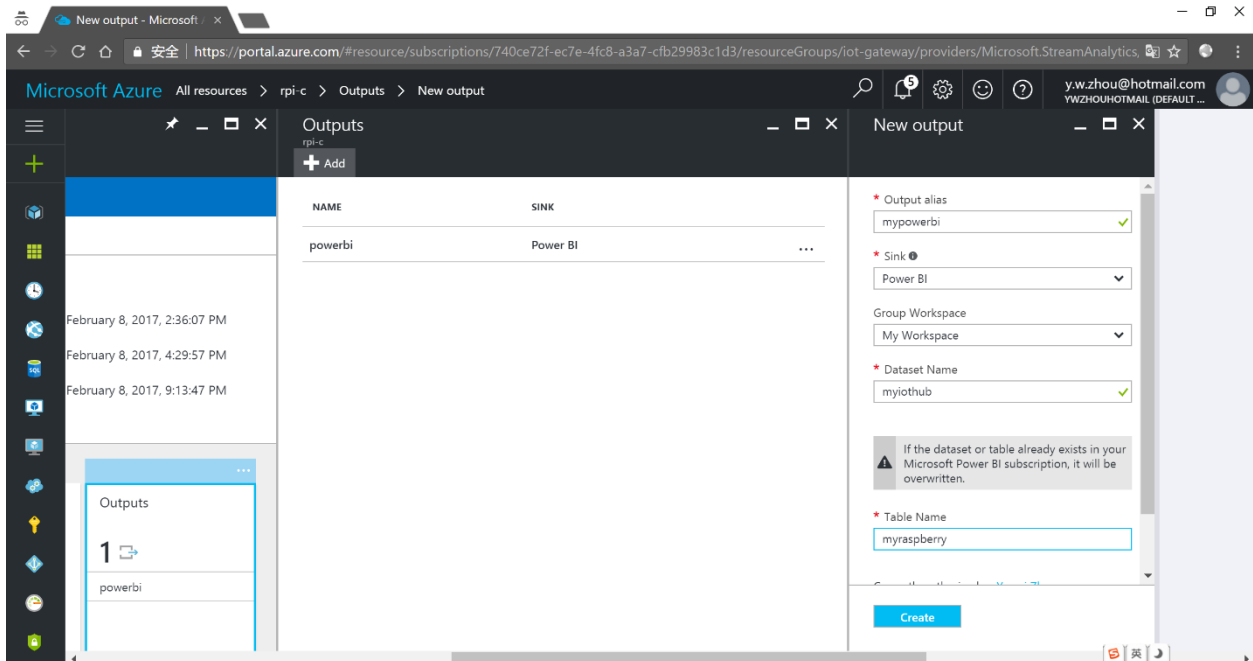 New output - Microsoft
安全 | https://portal.azure.com/#resource/subscriptions/740ce72f-ec7e-4fc8-a3a7-cfb29983c1d3/resourceGroups/iot-gateway/providers/Microsoft.StreamAnalytics,
Microsoft Azure All resources > rpi-c > Outputs > New output
5
y.w.zhou@hotmail.com
YWZHOUHOTMAIL (DEFAULT ...
Outputs
rpi-c
Add
New output
NAME SINK
powerbi Power BI ...
February 8, 2017, 2:36:07 PM
February 8, 2017, 4:29:57 PM
February 8, 2017, 9:13:47 PM
SQL
...
Outputs
1
powerbi
* Output alias
mypowerbi
* Sink
Power BI
Group Workspace
My Workspace
* Dataset Name
myiothub
If the dataset or table already exists in your
Microsoft Power BI subscription, it will be
overwritten.
* Table Name
myraspberry
Create
英